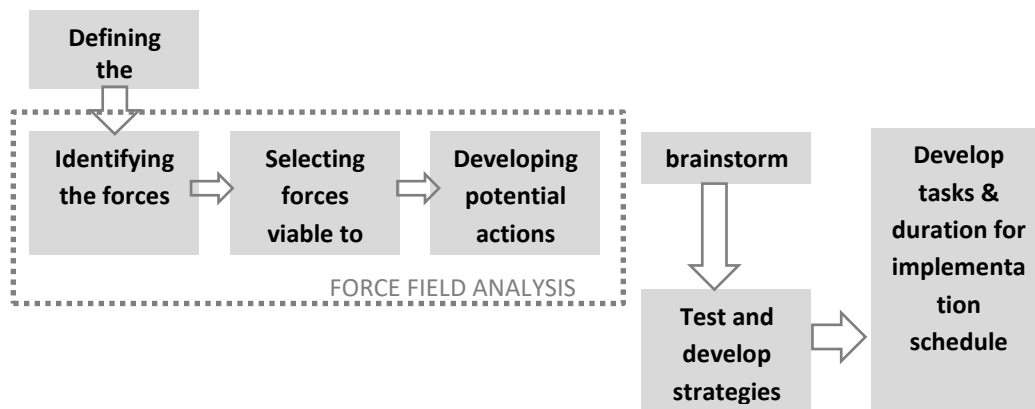 Defining
the
Identifying
the forces
Selecting
forces
viable to
Developing
potential
actions
FORCE FIELD ANALYSIS
brainstorm
Test and
develop
strategies
Develop
tasks &
duration for
implementa
tion
schedule